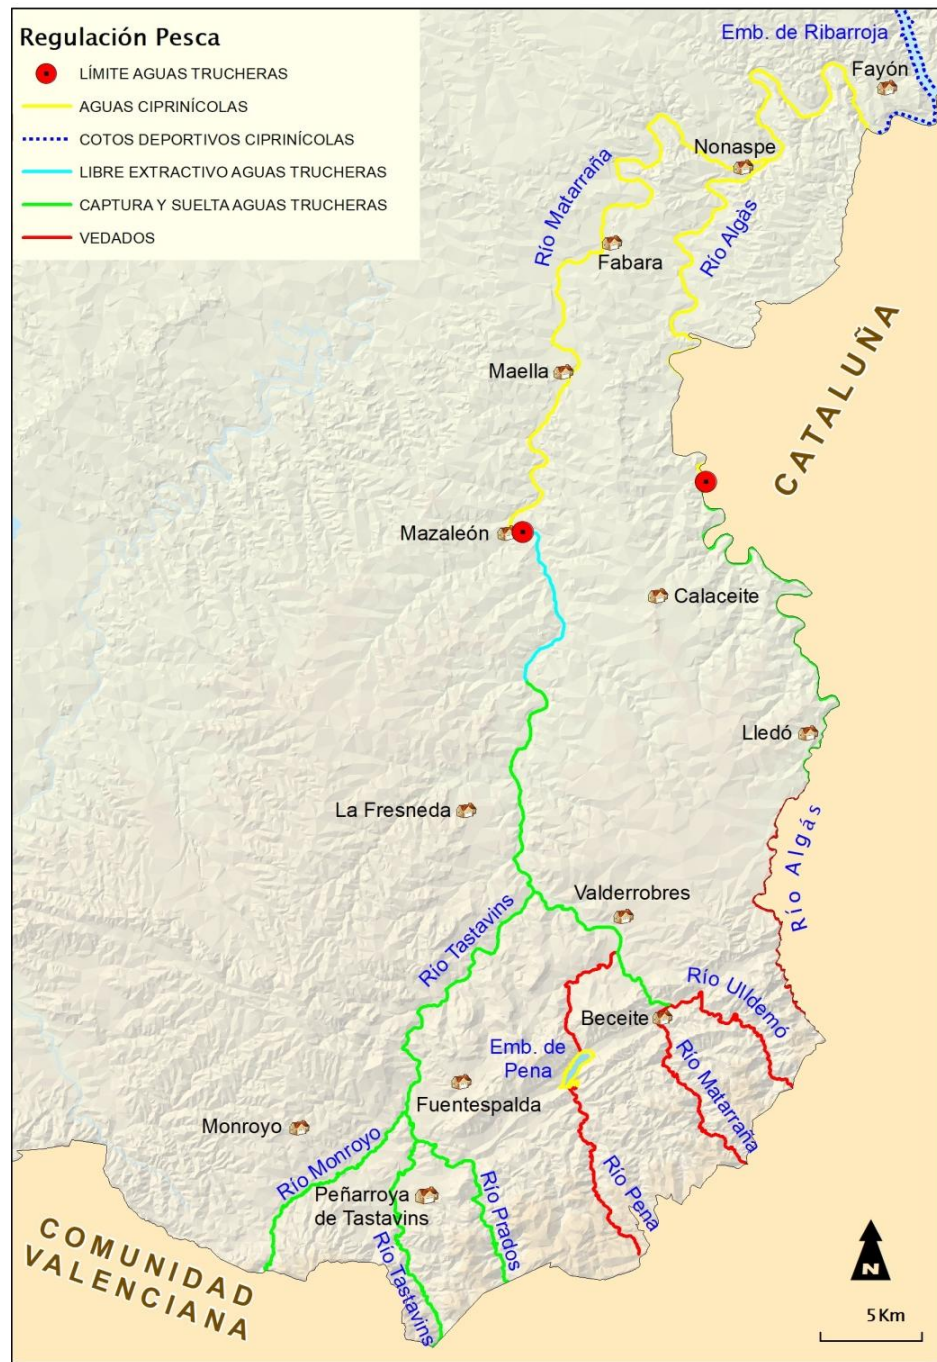 Regulación Pesca
LÍMITE AGUAS TRUCHERAS
AGUAS CIPRINÍCOLAS
COTOS DEPORTIVOS CIPRINÍCOLAS
LIBRE EXTRACTIVO AGUAS TRUCHERAS
CAPTURA Y SUELTA AGUAS TRUCHERAS
VEDADOS
Emb. de Ribarroja
Fayón
Nonaspe
Río Matarraña
Río Algàs
Fabara
Maella
CATALUÑA
Mazaleón
Calaceite
Lledó
La Fresneda
Río Algás
Valderrobres
Río Tastavins
Río Ulldemó
Beceite
Emb. de
Pena
Río Matarraña
Fuentespalda
Monroyo
Río Monroyo
Río Pena
Peñarroya
de Tastavins
Río Prados
Río Tastavins
COMUNIDAD
VALENCIANA
N
5 Km